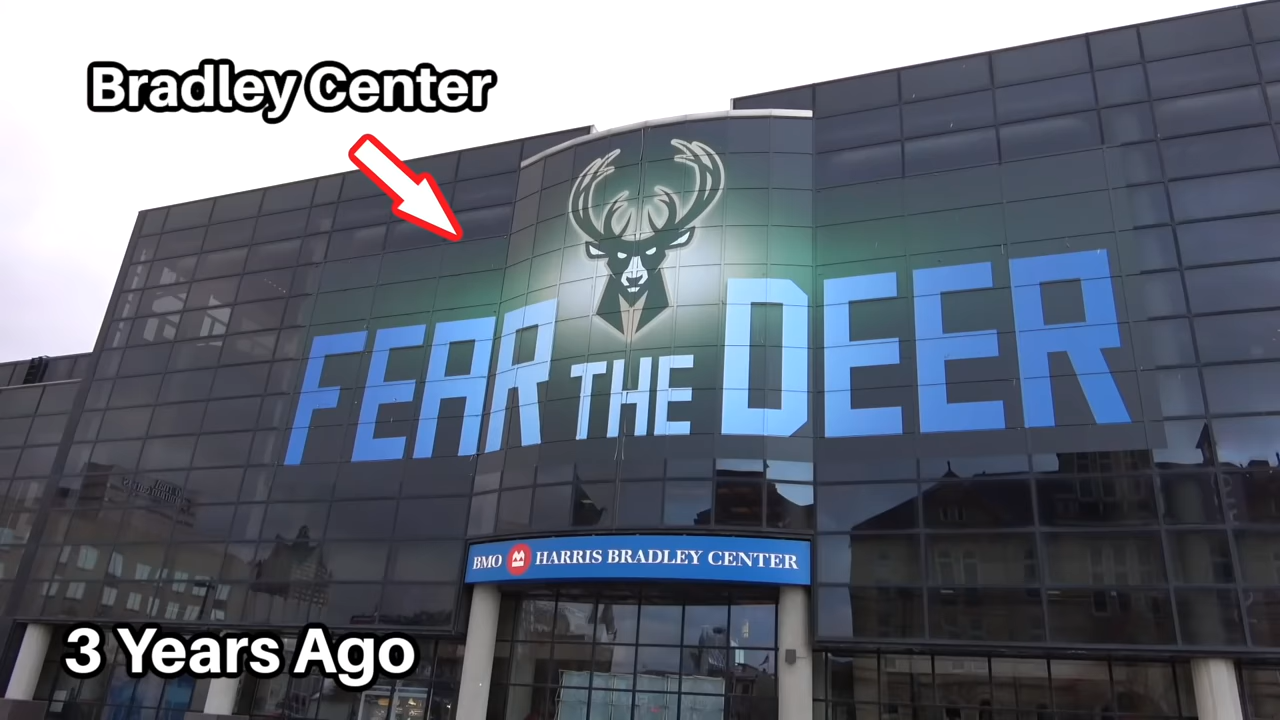 Bradley Center
FEAR THE DEER
BMO HARRIS BRADLEY CENTER
3 Years Ago